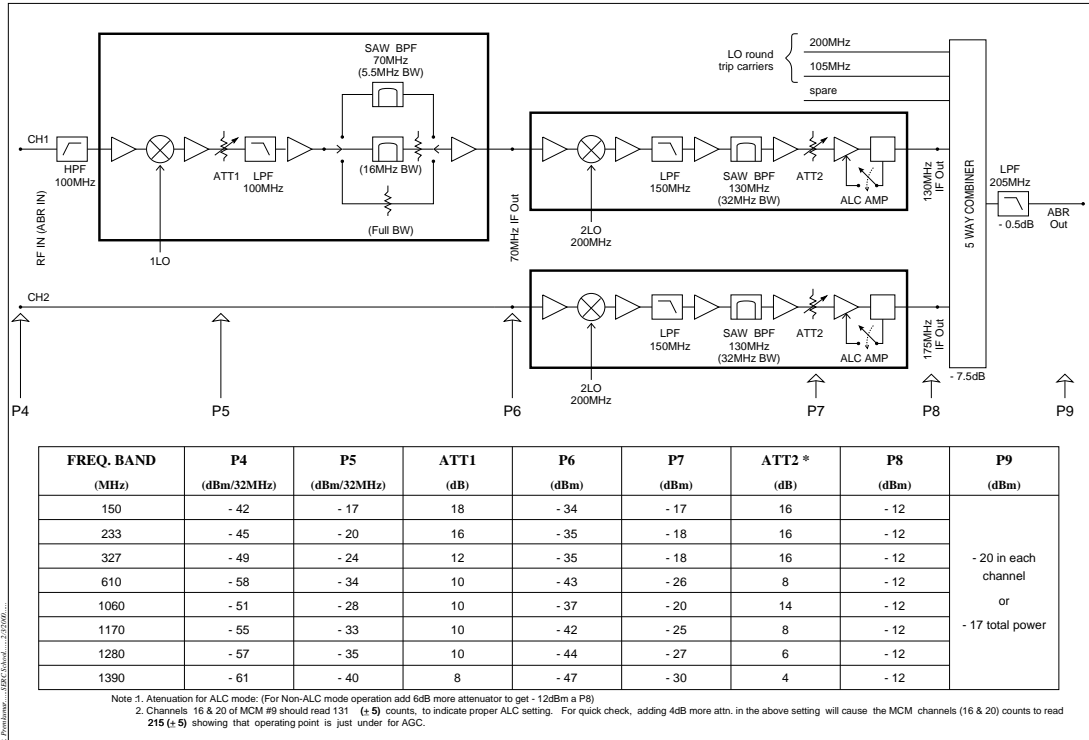 SAW BPF
70MHz
(5.5MHz BW)
LO round
trip carriers
200MHz
105MHz
spare
CH1
HPF
100MHz
ATT1
LPF
100MHz
(16MHz BW)
(Full BW)
1LO
RF IN (ABR IN)
70MHz IF Out
LPF
150MHz
SAW BPF
130MHz
(32MHz BW)
ATT2
ALC AMP
2LO
200MHz
130MHz
IF Out
5 WAY COMBINER
LPF
205MHz
- 0.5dB
ABR
Out
CH2
LPF
150MHz
SAW BPF
130MHz
(32MHz BW)
ATT2
ALC AMP
2LO
200MHz
175MHz
IF Out
- 7.5dB
P4 P5 P6 P7 P8 P9
FREQ. BAND P4 P5 ATT1 P6 P7 ATT2 * P8 P9
(MHz) (dBm/32MHz) (dBm/32MHz) (dB) (dBm) (dBm) (dB) (dBm) (dBm)
150 - 42 - 17 18 - 34 - 17 16 - 12
233 - 45 - 20 16 - 35 - 18 16 - 12
327 - 49 - 24 12 - 35 - 18 16 - 12
610 - 58 - 34 10 - 43 - 26 8 - 12
1060 - 51 - 28 10 - 37 - 20 14 - 12
1170 - 55 - 33 10 - 42 - 25 8 - 12
1280 - 57 - 35 10 - 44 - 27 6 - 12
1390 - 61 - 40 8 - 47 - 30 4 - 12
- 20 in each
channel
or
- 17 total power
Note :1. Atenuation for ALC mode: (For Non-ALC mode operation add 6dB more attenuator to get - 12dBm a P8)
2. Channels 16 & 20 of MCM #9 should read 131 (± 5) counts, to indicate proper ALC setting. For quick check, adding 4dB more attn. in the above setting will cause the MCM channels (16 & 20) counts to read
215 (± 5) showing that operating point is just under for AGC.